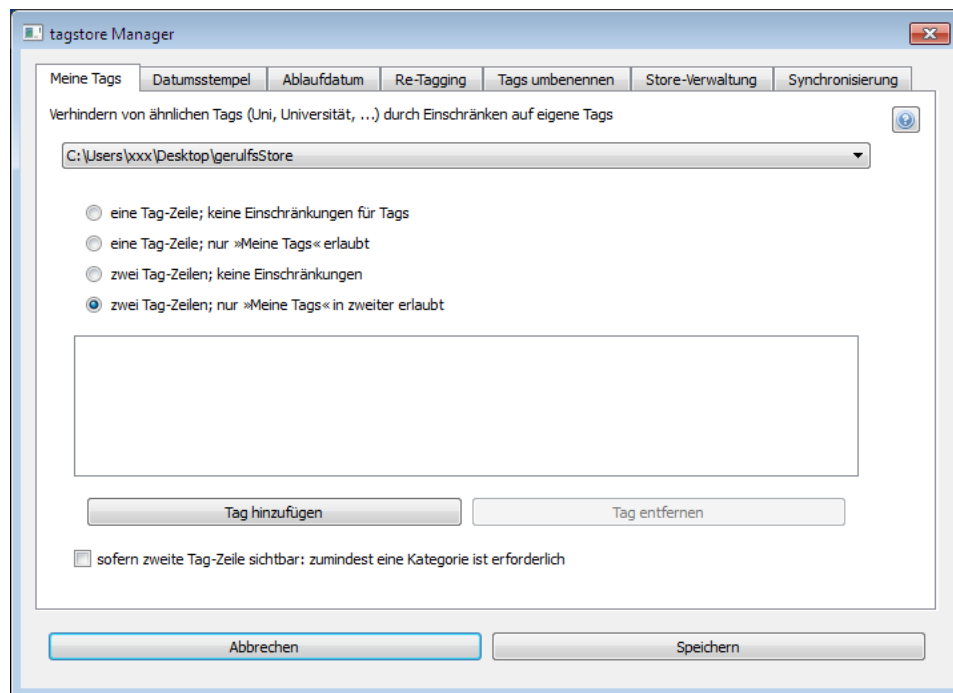 tagstore Manager
Meine Tags Datumsstempel Ablaufdatum Re-Tagging Tags umbenennen Store-Verwaltung Synchronisierung
Verhindern von ähnlichen Tags (Uni, Universität, ...) durch Einschränken auf eigene Tags
C:\Users\xxx\Desktop\gerulfsStore
eine Tag-Zeile; keine Einschränkungen für Tags
eine Tag-Zeile; nur »Meine Tags« erlaubt
zwei Tag-Zeilen; keine Einschränkungen
zwei Tag-Zeilen; nur »Meine Tags« in zweiter erlaubt
Tag hinzufügen Tag entfernen
sofern zweite Tag-Zeile sichtbar: zumindest eine Kategorie ist erforderlich
Abbrechen Speichern